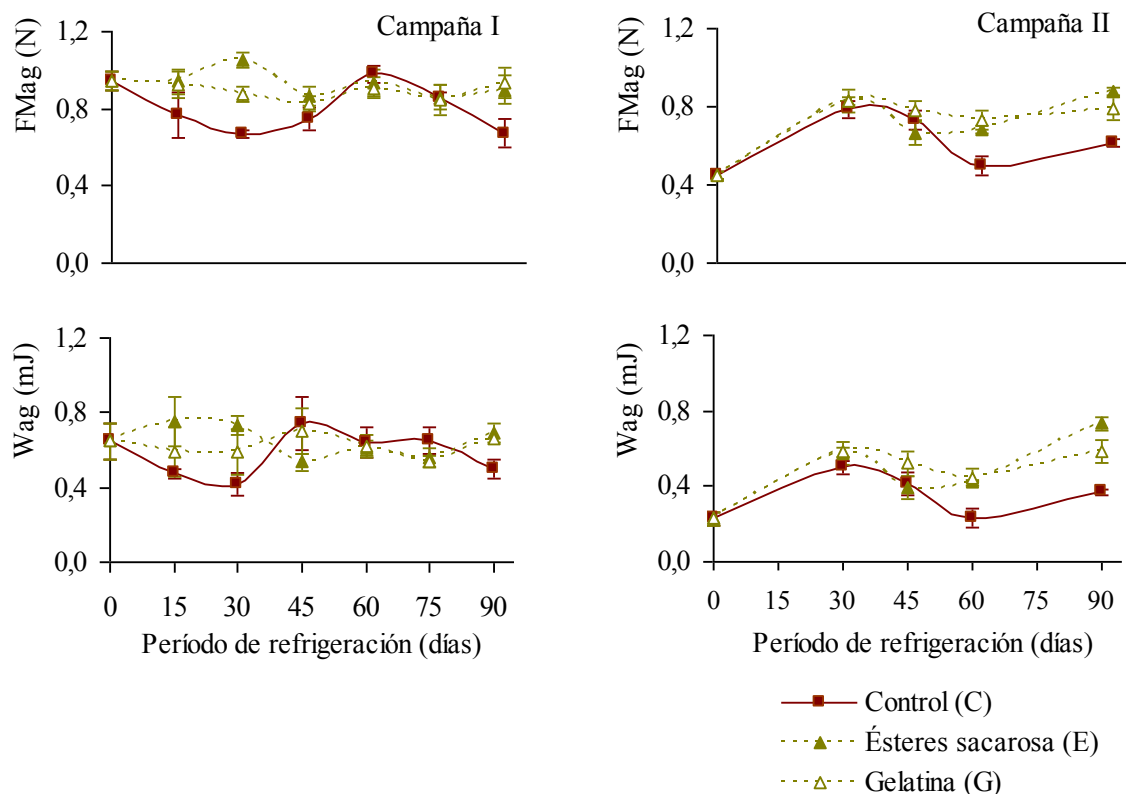 Campaña I
FMag (N)
1,2
0,8
0,4
0,0
Campaña II
FMag (N)
1,2
0,8
0,4
0,0
Wag (mJ)
1,2
0,8
0,4
0,0
0 15 30 45 60 75 90
Período de refrigeración (días)
Wag (mJ)
1,2
0,8
0,4
0,0
0 15 30 45 60 75 90
Período de refrigeración (días)
Control (C)
Ésteres sacarosa (E)
Gelatina (G)